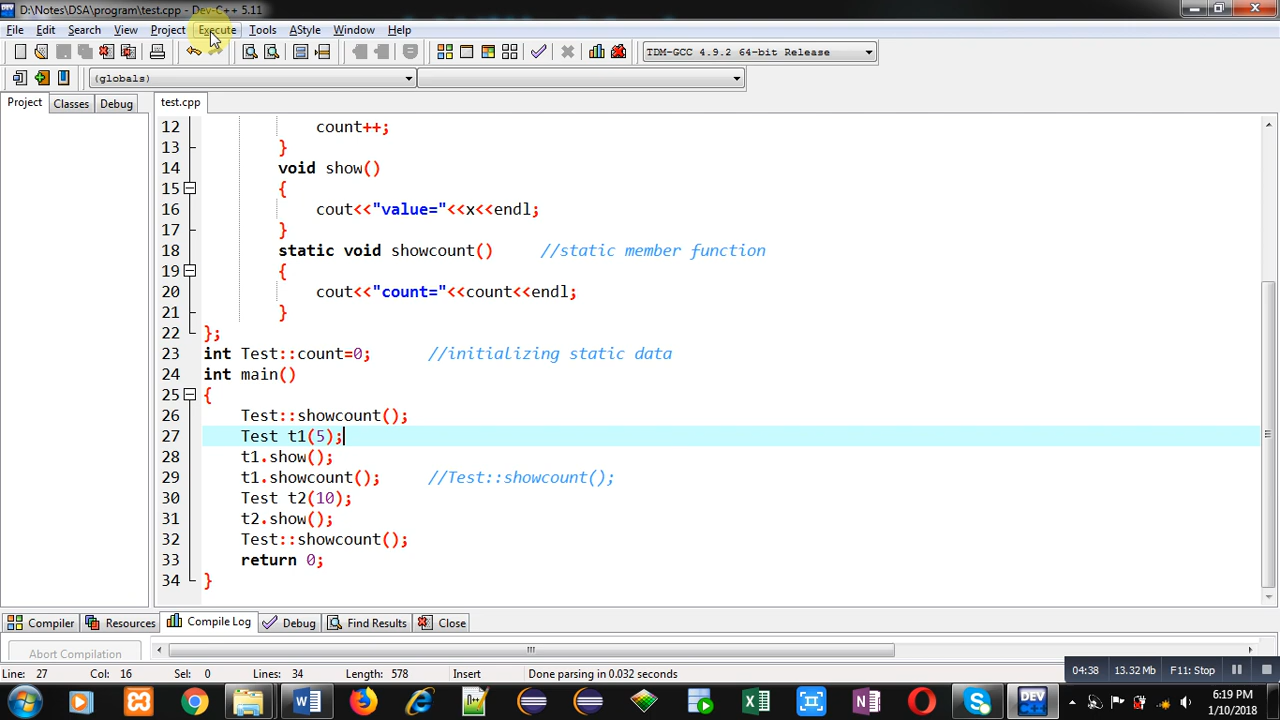 D:\Notes\DSA\program\test.cpp - Dev-C++ 5.11
File Edit Search View Project Execute Tools AStyle Window Help
TDM-GCC 4.9.2 64-bit Release
(globals)
Project Classes Debug test.cpp
12 count++;
13 }
14 void show()
15 {
16 cout<<"value="<<x<<endl;
17 }
18 static void showcount() //static member function
19 {
20 cout<<"count="<<count<<endl;
21 }
22 };
23 int Test::count=0; //initializing static data
24 int main()
25 {
26 Test::showcount();
27 Test t1(5);
28 t1.show();
29 t1.showcount(); //Test::showcount();
30 Test t2(10);
31 t2.show();
32 Test::showcount();
33 return 0;
34 }
Compiler Resources Compile Log Debug Find Results Close
Abort Compilation
Line: 27 Col: 16 Sel: 0 Lines: 34 Length: 578 Insert Done parsing in 0.032 seconds
04:38 13.32 Mb F11: Stop
DEV
6:19 PM
1/10/2018